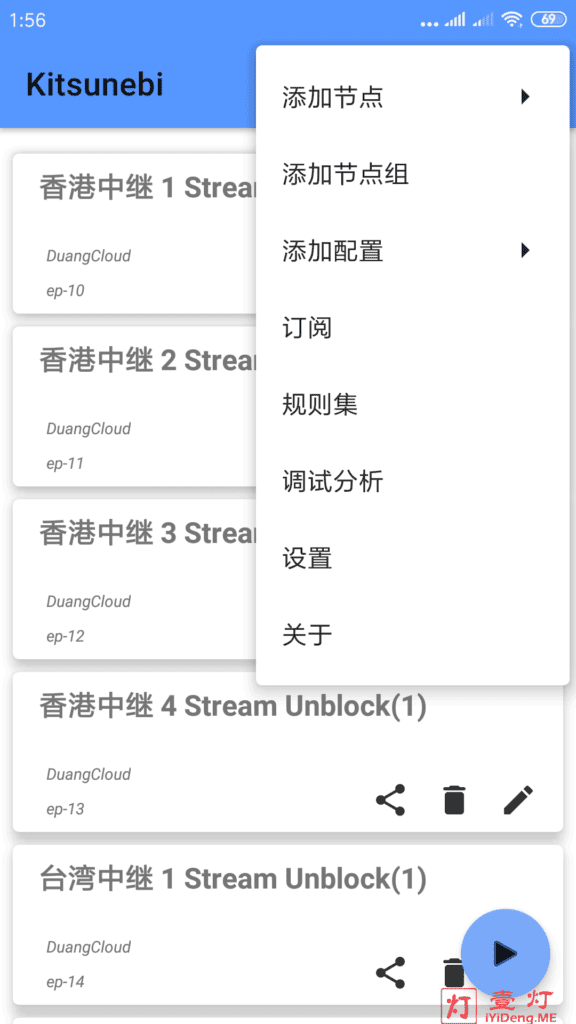 1:56
69
Kitsunebi
添加节点
添加节点组
添加配置
订阅
规则集
调试分析
设置
关于
香港中继 1 Strea
DuangCloud
ep-10
香港中继 2 Strea
DuangCloud
ep-11
香港中继 3 Strea
DuangCloud
ep-12
香港中继 4 Stream Unblock(1)
DuangCloud
ep-13
台湾中继 1 Stream Unblock(1)
DuangCloud
ep-14
灯 壹灯
iYiDeng.ME